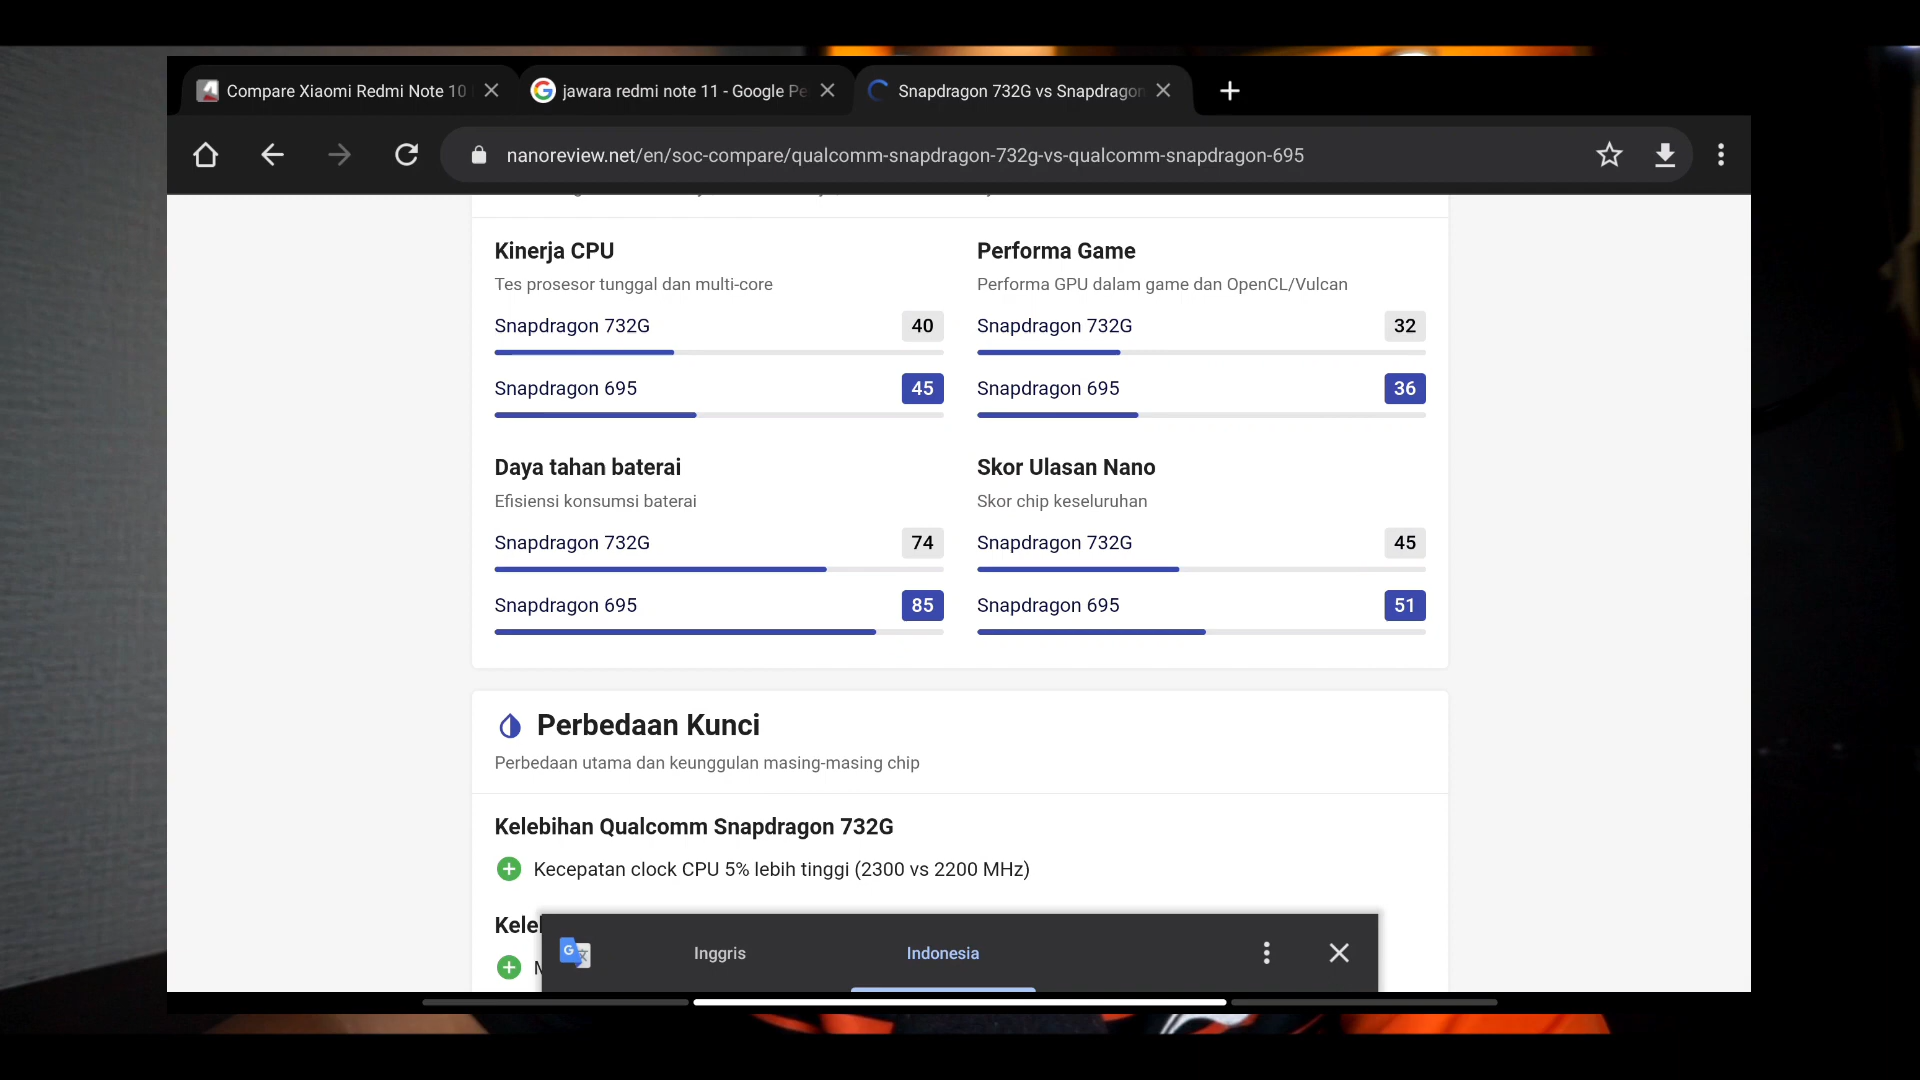 Compare Xiaomi Redmi Note 10
jawara redmi note 11 - Google Pe
Snapdragon 732G vs Snapdragon
nanoreview.net/en/soc-compare/qualcomm-snapdragon-732g-vs-qualcomm-snapdragon-695
Kinerja CPU
Tes prosesor tunggal dan multi-core
Snapdragon 732G 40
Snapdragon 695 45
Performa Game
Performa GPU dalam game dan OpenCL/Vulcan
Snapdragon 732G 32
Snapdragon 695 36
Daya tahan baterai
Efisiensi konsumsi baterai
Snapdragon 732G 74
Snapdragon 695 85
Skor Ulasan Nano
Skor chip keseluruhan
Snapdragon 732G 45
Snapdragon 695 51
Perbedaan Kunci
Perbedaan utama dan keunggulan masing-masing chip
Kelebihan Qualcomm Snapdragon 732G
Kecepatan clock CPU 5% lebih tinggi (2300 vs 2200 MHz)
Inggris Indonesia